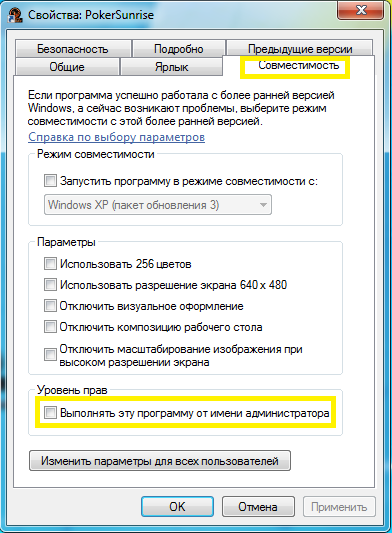 Свойства: PokerSunrise
Безопасность Подробно Предыдущие версии
Общие Ярлык Совместимость
Если программа успешно работала с более ранней версией
Windows, а сейчас возникают проблемы, выберите режим
совместимости с этой более ранней версией.
Справка по выбору параметров
Режим совместимости
Запустить программу в режиме совместимости с:
Windows XP (пакет обновления 3)
Параметры
Использовать 256 цветов
Использовать разрешение экрана 640 x 480
Отключить визуальное оформление
Отключить композицию рабочего стола
Отключить масштабирование изображения при
высоком разрешении экрана
Уровень прав
Выполнять эту программу от имени администратора
Изменить параметры для всех пользователей
OK Отмена Применить